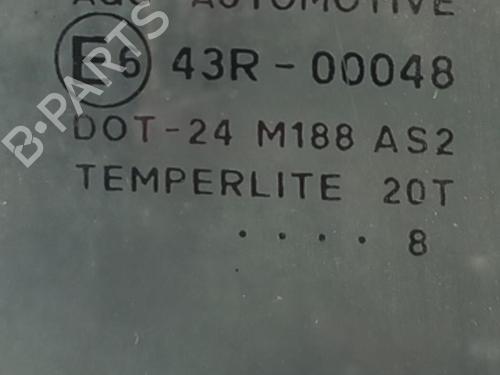 AUTOMOTIVE
E6 43R-00048
DOT-24 M188 AS2
TEMPERLITE 20T
.... 8
B-PARTS